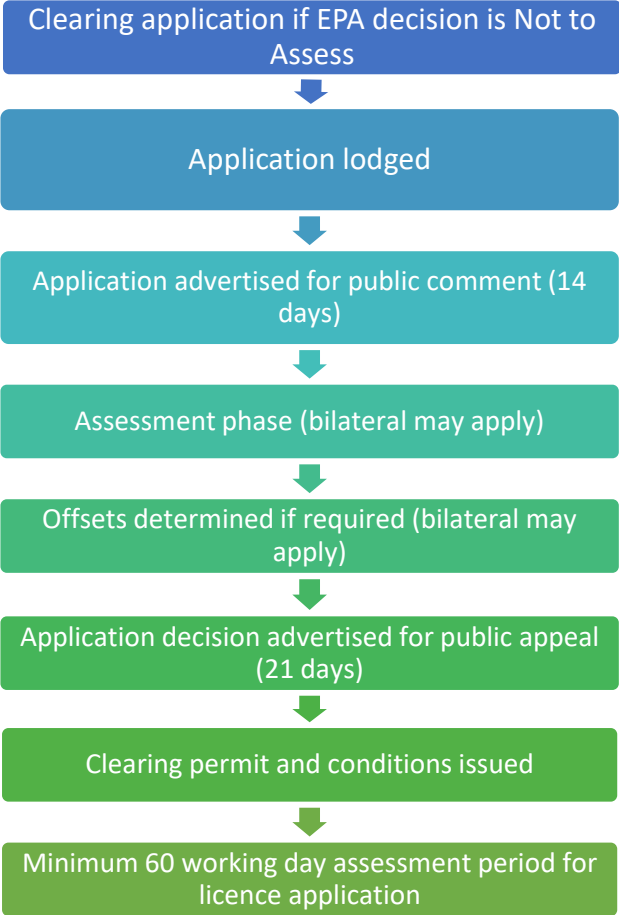 Clearing application if EPA decision is Not to
Assess
Application lodged
Application advertised for public comment (14
days)
Assessment phase (bilateral may apply)
Offsets determined if required (bilateral may
apply)
Application decision advertised for public appeal
(21 days)
Clearing permit and conditions issued
Minimum 60 working day assessment period for
licence application